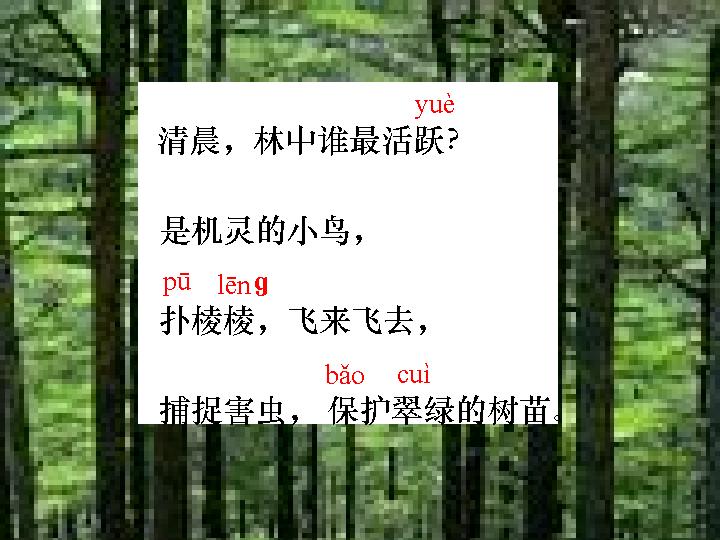 yuè
清晨，林中谁最活跃?
是机灵的小鸟，
pū lēng
扑棱棱，飞来飞去，
bǎo cuì
捕捉害虫， 保护翠绿的树苗。